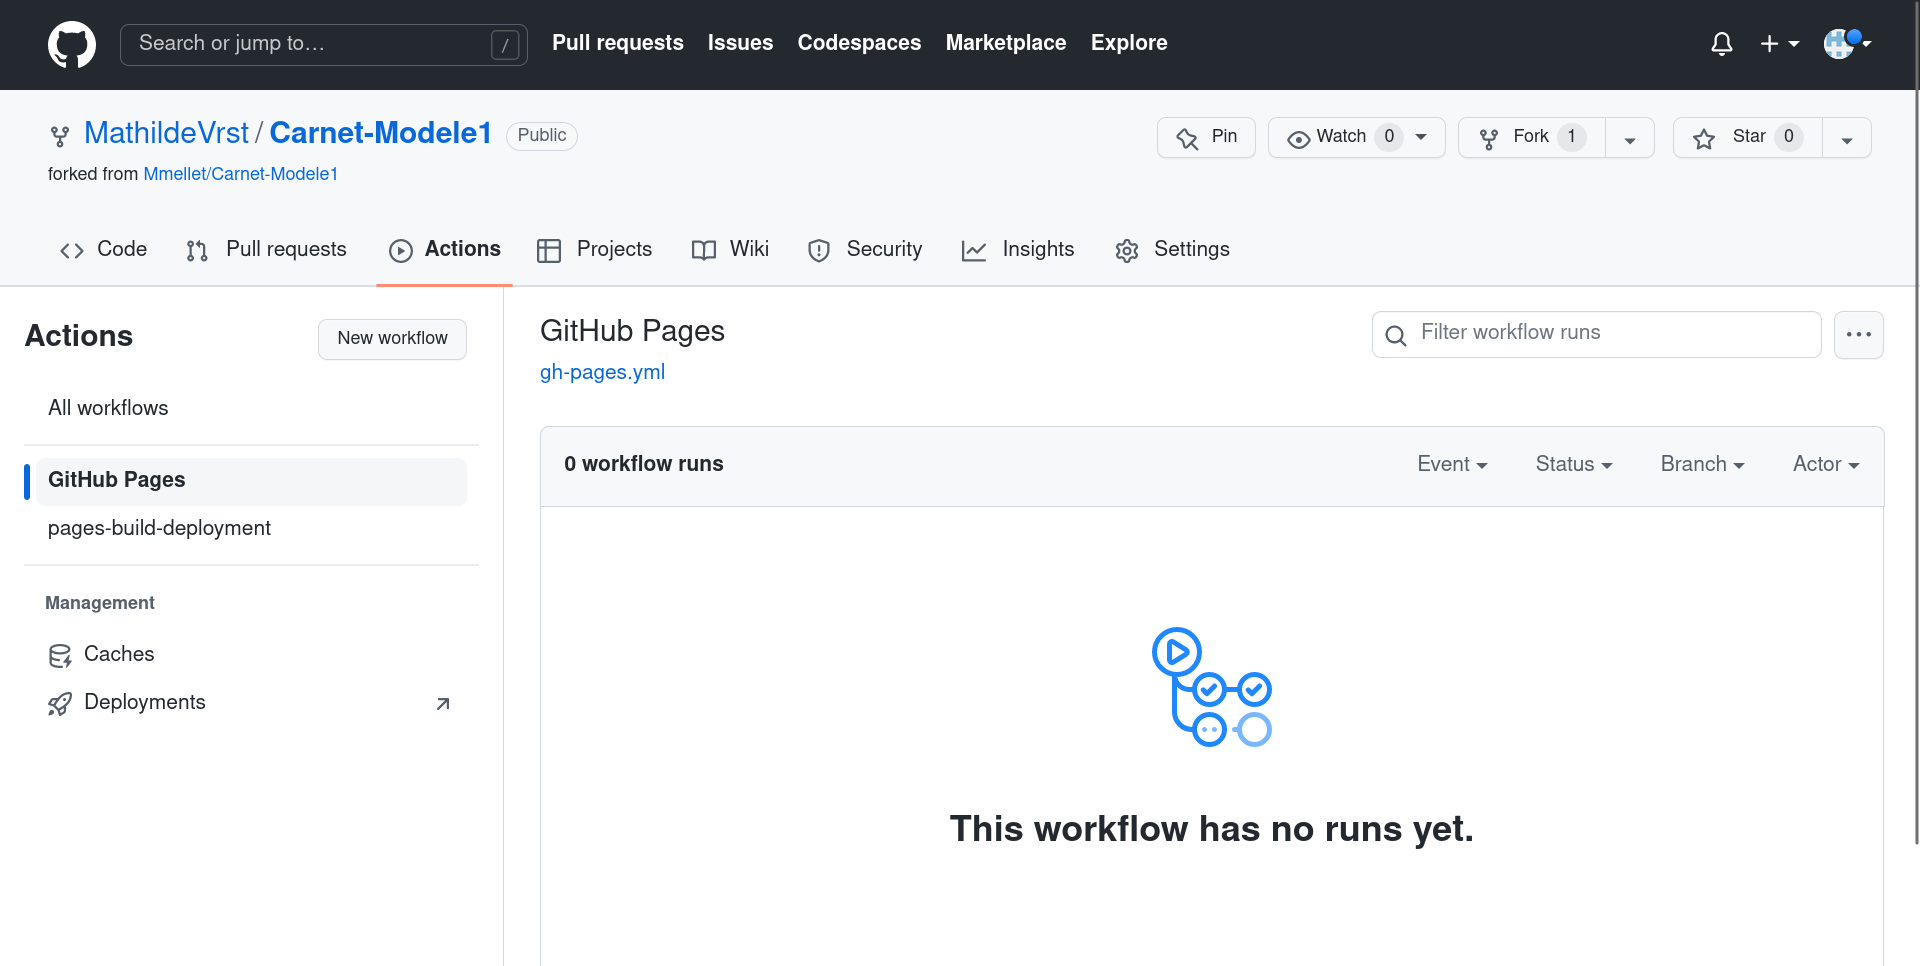 Search or jump to… / Pull requests Issues Codespaces Marketplace Explore
MathildeVrst / Carnet-Modele1 Public
forked from Mmellet/Carnet-Modele1
Pin Watch 0 Fork 1 Star 0
Code Pull requests Actions Projects Wiki Security Insights Settings
Actions
New workflow
All workflows
GitHub Pages
pages-build-deployment
Management
Caches
Deployments
GitHub Pages
gh-pages.yml
Filter workflow runs
0 workflow runs
Event Status Branch Actor
This workflow has no runs yet.